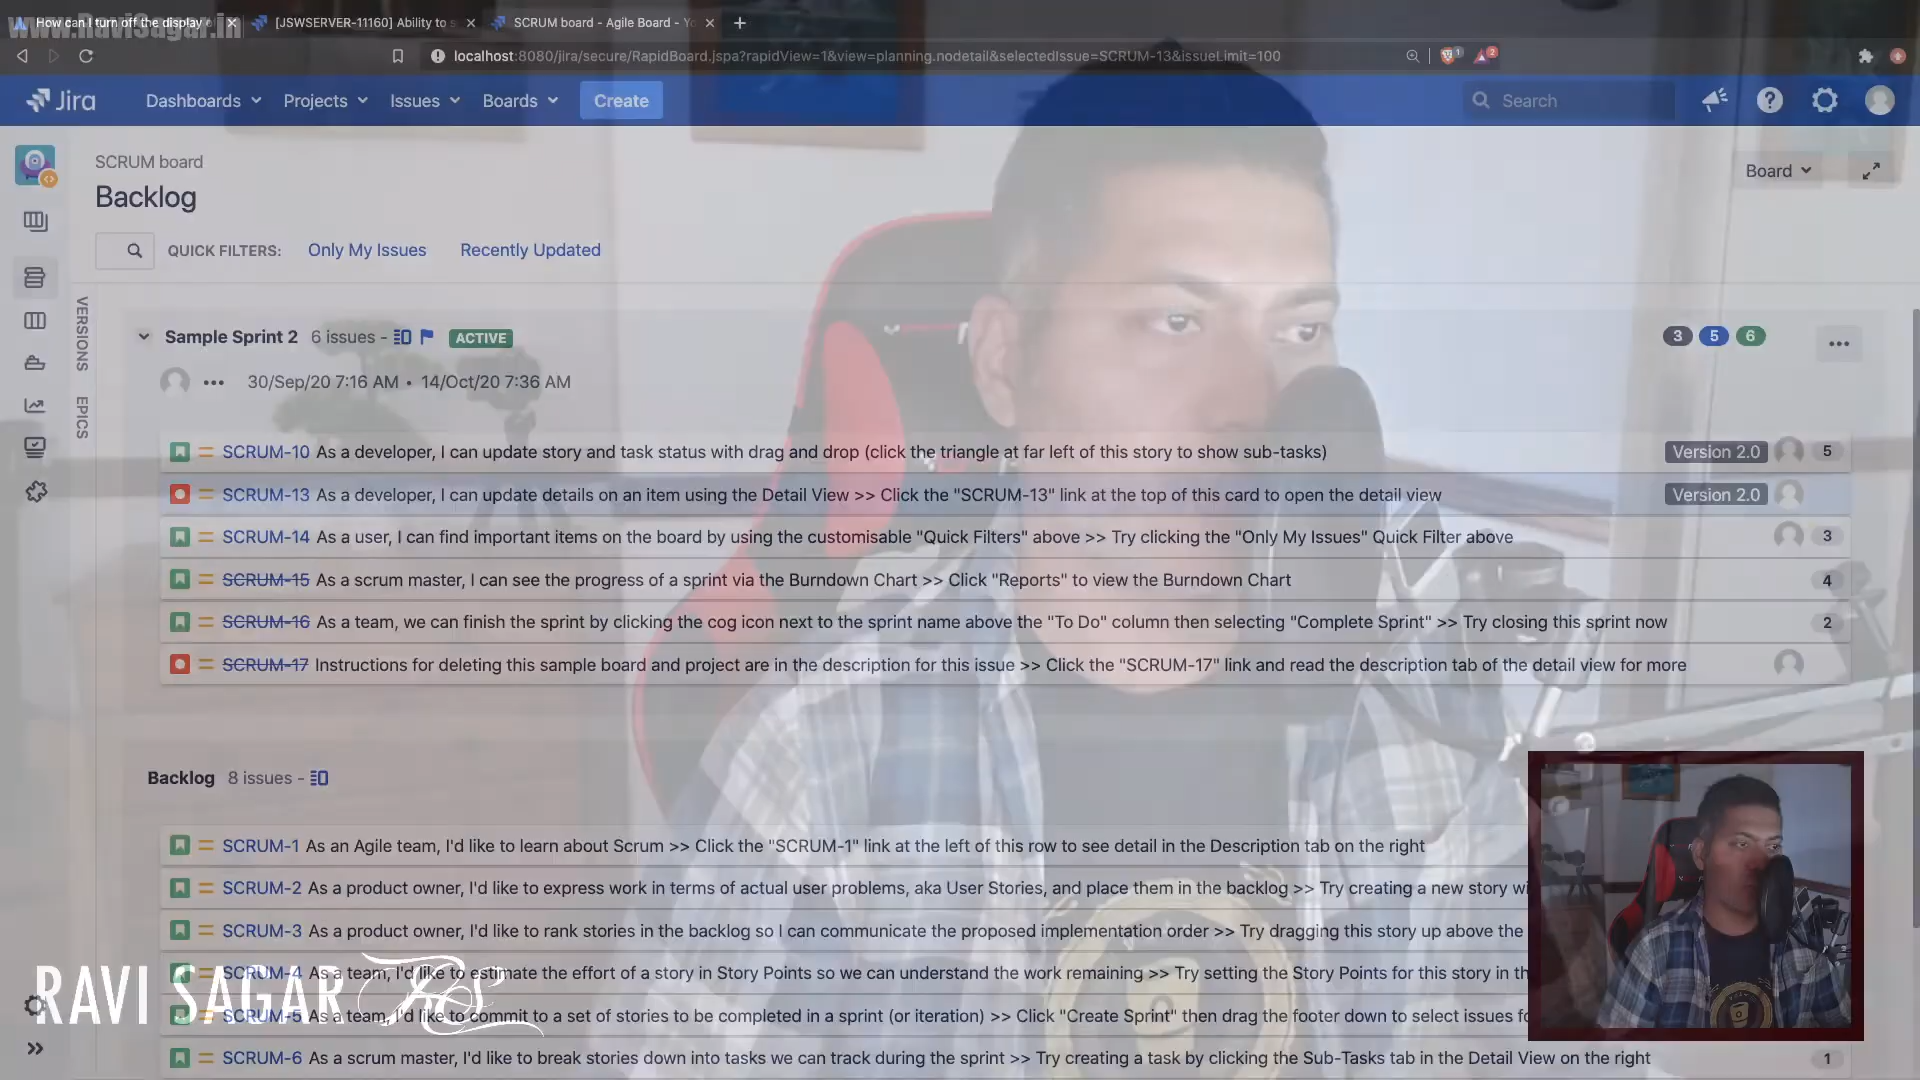 www.RaviSagar.in
How can I turn off the display
[JSWSERVER-11160] Ability to s
SCRUM board - Agile Board - Yo
localhost:8080/jira/secure/RapidBoard.jspa?rapidView=1&view=planning.nodetail&selectedIssue=SCRUM-13&issueLimit=100
1
2
Jira
Dashboards
Projects
Issues
Boards
Create
Search
SCRUM board
Board
Backlog
QUICK FILTERS:
Only My Issues
Recently Updated
VERSIONS
EPICS
Sample Sprint 2 6 issues - ACTIVE
3 5 6
30/Sep/20 7:16 AM • 14/Oct/20 7:36 AM
SCRUM-10 As a developer, I can update story and task status with drag and drop (click the triangle at far left of this story to show sub-tasks) Version 2.0 5
SCRUM-13 As a developer, I can update details on an item using the Detail View >> Click the "SCRUM-13" link at the top of this card to open the detail view Version 2.0
SCRUM-14 As a user, I can find important items on the board by using the customisable "Quick Filters" above >> Try clicking the "Only My Issues" Quick Filter above 3
SCRUM-15 As a scrum master, I can see the progress of a sprint via the Burndown Chart >> Click "Reports" to view the Burndown Chart 4
SCRUM-16 As a team, we can finish the sprint by clicking the cog icon next to the sprint name above the "To Do" column then selecting "Complete Sprint" >> Try closing this sprint now 2
SCRUM-17 Instructions for deleting this sample board and project are in the description for this issue >> Click the "SCRUM-17" link and read the description tab of the detail view for more
Backlog 8 issues -
SCRUM-1 As an Agile team, I'd like to learn about Scrum >> Click the "SCRUM-1" link at the left of this row to see detail in the Description tab on the right
SCRUM-2 As a product owner, I'd like to express work in terms of actual user problems, aka User Stories, and place them in the backlog >> Try creating a new story wi
SCRUM-3 As a product owner, I'd like to rank stories in the backlog so I can communicate the proposed implementation order >> Try dragging this story up above the
SCRUM-4 As a team, I'd like to estimate the effort of a story in Story Points so we can understand the work remaining >> Try setting the Story Points for this story in th
RAVI SAGAR
SCRUM-5 As a team, I'd like to commit to a set of stories to be completed in a sprint (or iteration) >> Click "Create Sprint" then drag the footer down to select issues fo
SCRUM-6 As a scrum master, I'd like to break stories down into tasks we can track during the sprint >> Try creating a task by clicking the Sub-Tasks tab in the Detail View on the right 1